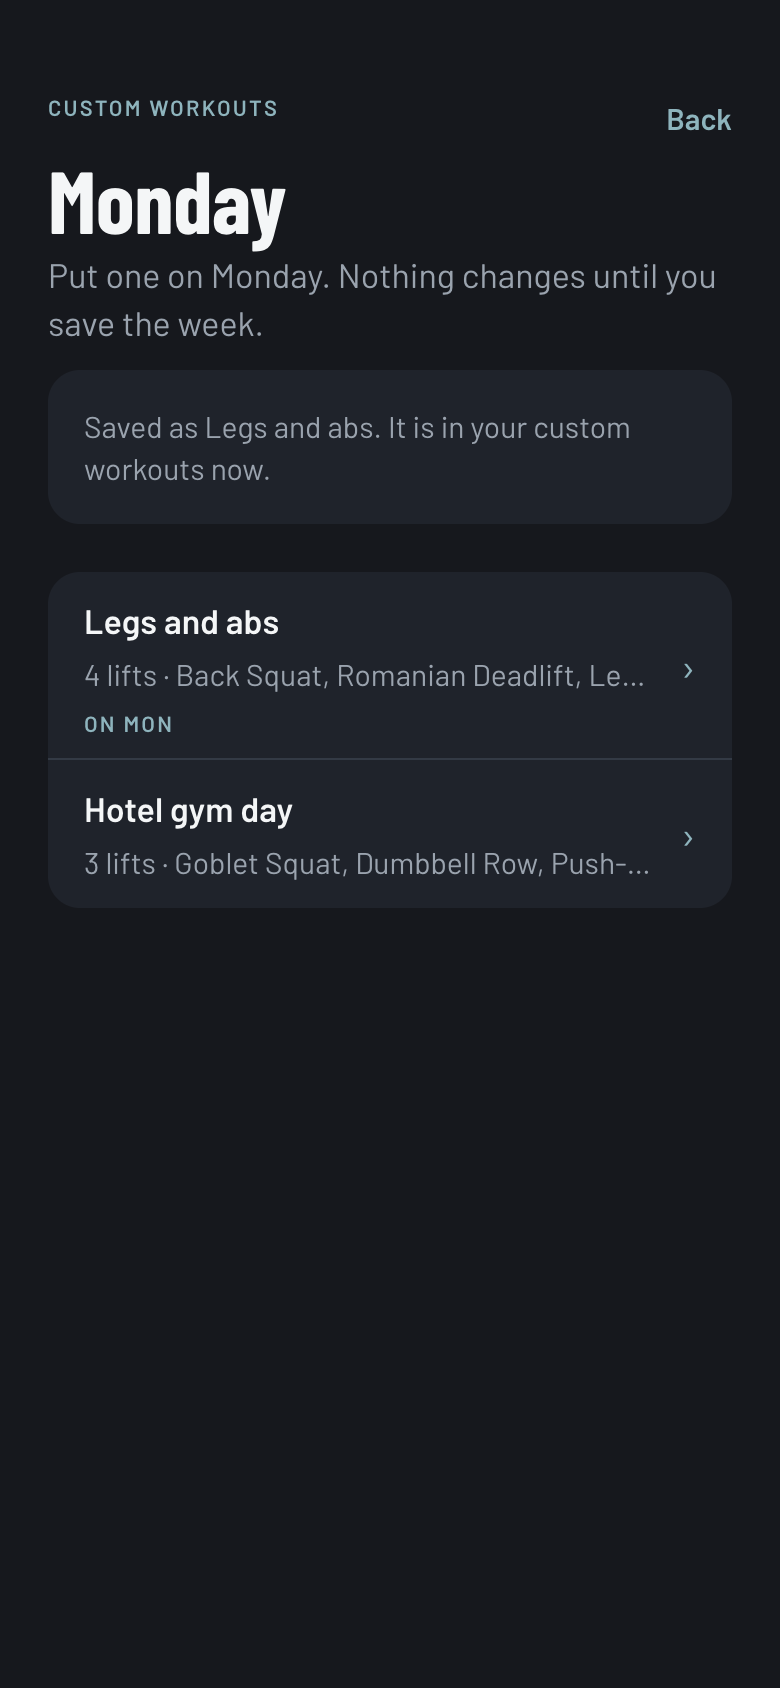 CUSTOM WORKOUTS
Back
Monday
Put one on Monday. Nothing changes until you
save the week.
Saved as Legs and abs. It is in your custom
workouts now.
Legs and abs
4 lifts · Back Squat, Romanian Deadlift, Le...
›
ON MON
Hotel gym day
3 lifts · Goblet Squat, Dumbbell Row, Push-...
›